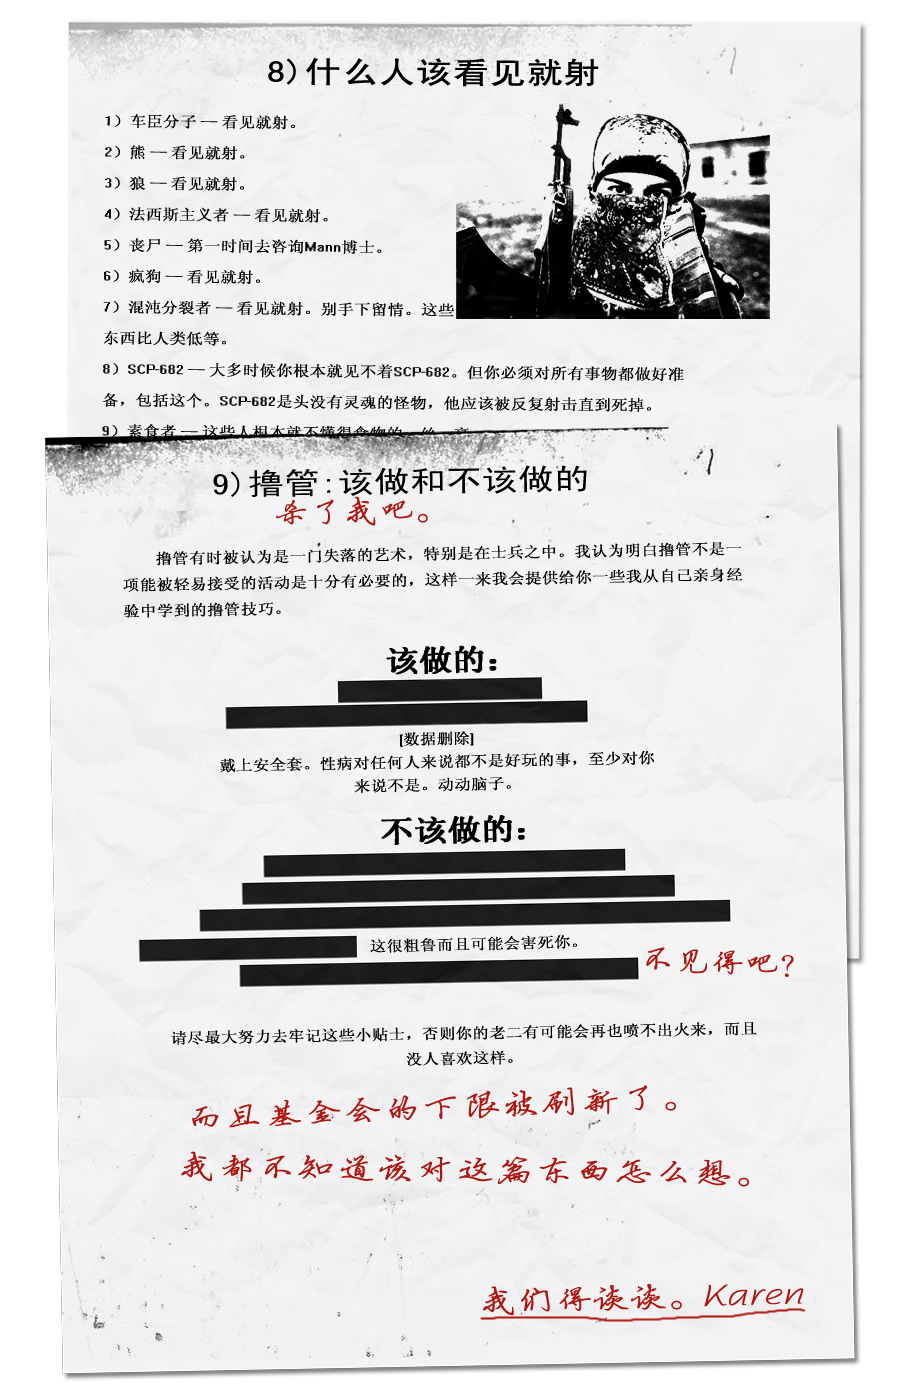 8）什么人该看见就射
1）车臣分子 — 看见就射。
2）熊 — 看见就射。
3）狼 — 看见就射。
4）法西斯主义者 — 看见就射。
5）丧尸 — 第一时间去咨询Mann博士。
6）疯狗 — 看见就射。
7）混沌分裂者 — 看见就射。别手下留情。这些
东西比人类低等。
8）SCP-682 — 大多时候你根本就见不着SCP-682。但你必须对所有事物都做好准
备，包括这个。SCP-682是头没有灵魂的怪物，他应该被反复射击直到死掉。
9）素食者 — 这些人根本就不懂得食物的
9）撸管：该做和不该做的
杀了我吧。
撸管有时被认为是一门失落的艺术，特别是在士兵之中。我认为明白撸管不是一
项能被轻易接受的活动是十分有必要的，这样一来我会提供给你一些我从自己亲身经
验中学到的撸管技巧。
该做的：
[数据删除]
戴上安全套。性病对任何人来说都不是好玩的事，至少对你
来说不是。动动脑子。
不该做的：
这很粗鲁而且可能会害死你。
不见得吧？
请尽最大努力去牢记这些小贴士，否则你的老二有可能会再也喷不出火来，而且
没人喜欢这样。
而且基金会的下限被刷新了。
我都不知道该对这篇东西怎么想。
我们得谈谈。Karen